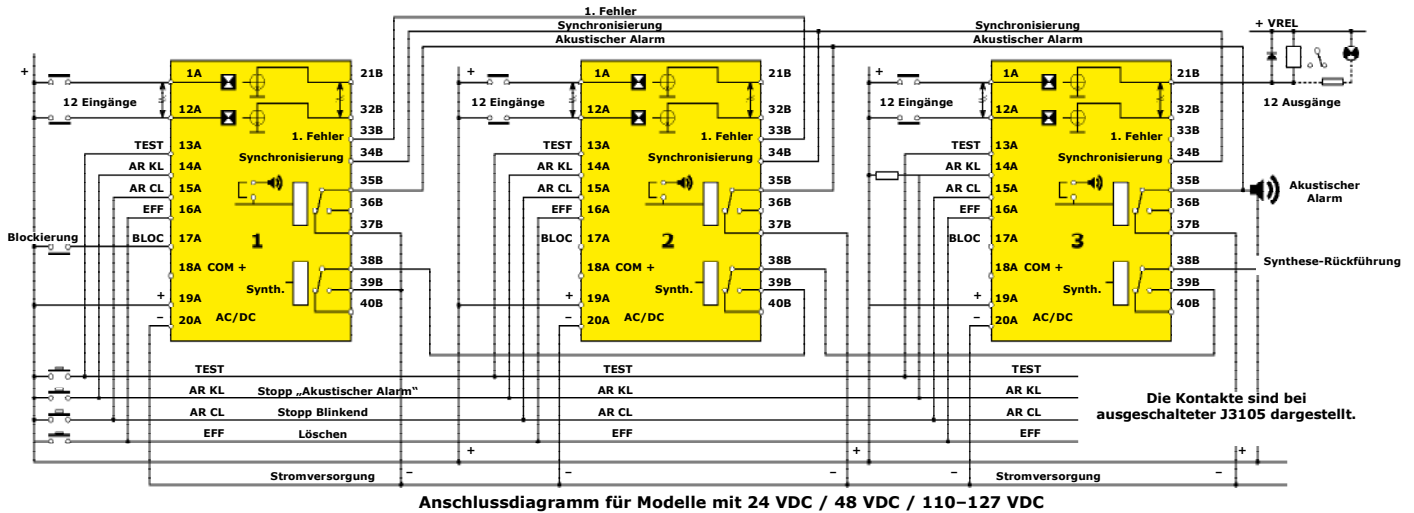 1. Fehler
Synchronisierung
Synchronisierung
Akustischer Alarm
Akustischer Alarm
+ VREL
+
1A
21B
12 Eingänge
12A
32B
33B
1. Fehler
TEST
13A
34B
Synchronisierung
AR KL
14A
35B
AR CL
15A
36B
EFF
16A
37B
Blockierung
BLOC
17A
1
38B
18A COM +
39B
Synth.
40B
+
19A
–
20A
AC/DC
+
1A
21B
12 Eingänge
12A
32B
33B
1. Fehler
TEST
13A
34B
Synchronisierung
AR KL
14A
35B
AR CL
15A
36B
EFF
16A
37B
BLOC
17A
2
38B
18A COM +
39B
Synth.
40B
+
19A
–
20A
AC/DC
+
1A
21B
12 Eingänge
12A
32B
12 Ausgänge
33B
1. Fehler
TEST
13A
34B
Synchronisierung
AR KL
14A
35B
AR CL
15A
36B
Akustischer
Alarm
EFF
16A
37B
BLOC
17A
3
38B
Synthese-Rückführung
18A COM +
39B
Synth.
40B
+
19A
–
20A
AC/DC
TEST
TEST
TEST
AR KL
Stopp „Akustischer Alarm“
AR KL
AR KL
AR CL
Stopp Blinkend
AR CL
AR CL
EFF
Löschen
EFF
EFF
Die Kontakte sind bei
ausgeschalteter J3105 dargestellt.
+
+
+
+
Stromversorgung
–
–
–
–
Stromversorgung
–
Anschlussdiagramm für Modelle mit 24 VDC / 48 VDC / 110–127 VDC